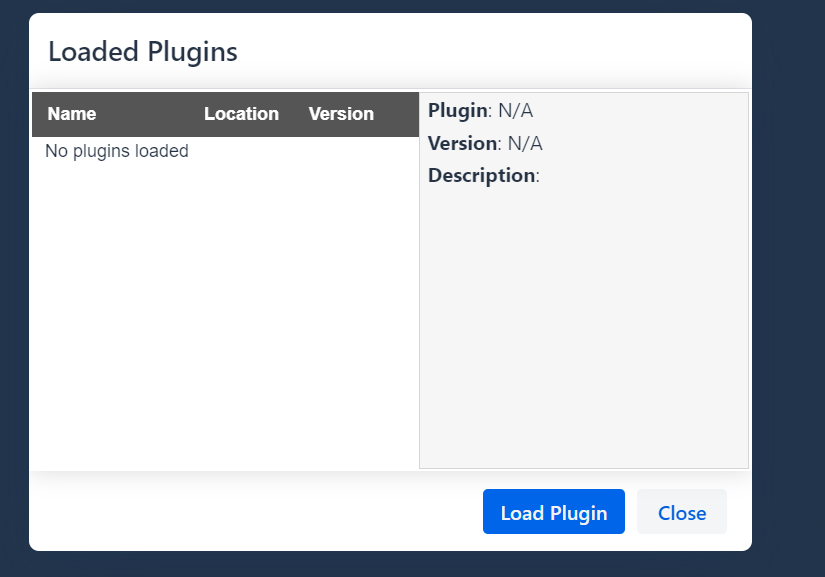 Loaded Plugins
Name Location Version
No plugins loaded
Plugin: N/A
Version: N/A
Description:
Load Plugin Close